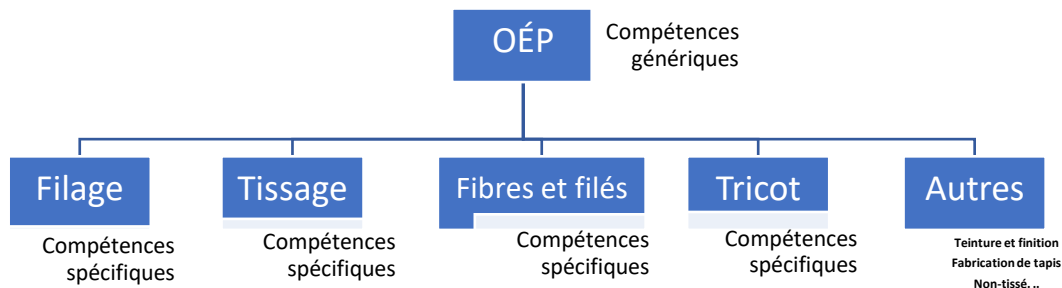 OÉP
Compétences
génériques
Filage
Tissage
Fibres et filés
Tricot
Autres
Compétences
spécifiques
Compétences
spécifiques
Compétences
spécifiques
Compétences
spécifiques
Teinture et finition
Fabrication de tapis
Non-tissé. ..